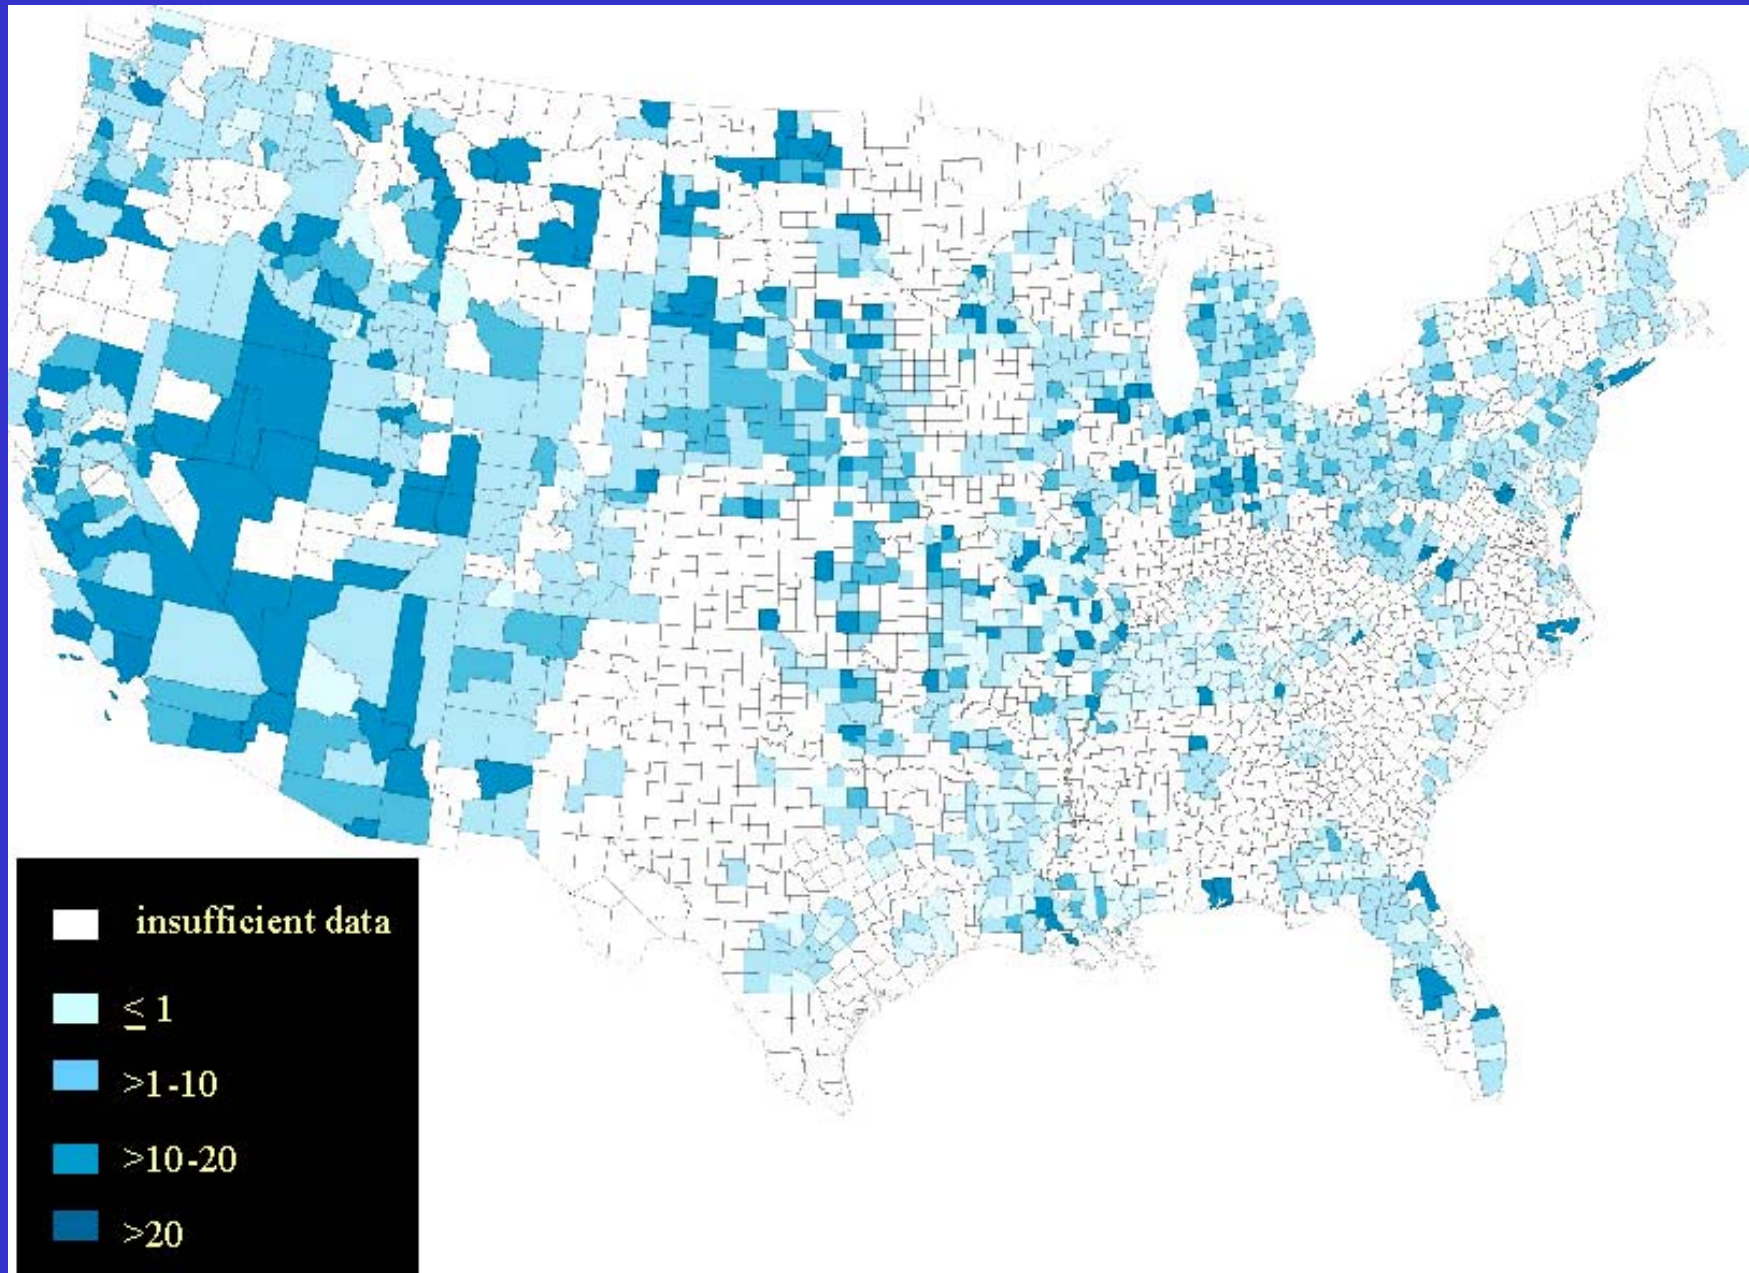 insufficient data
≤ 1
>1-10
>10-20
>20